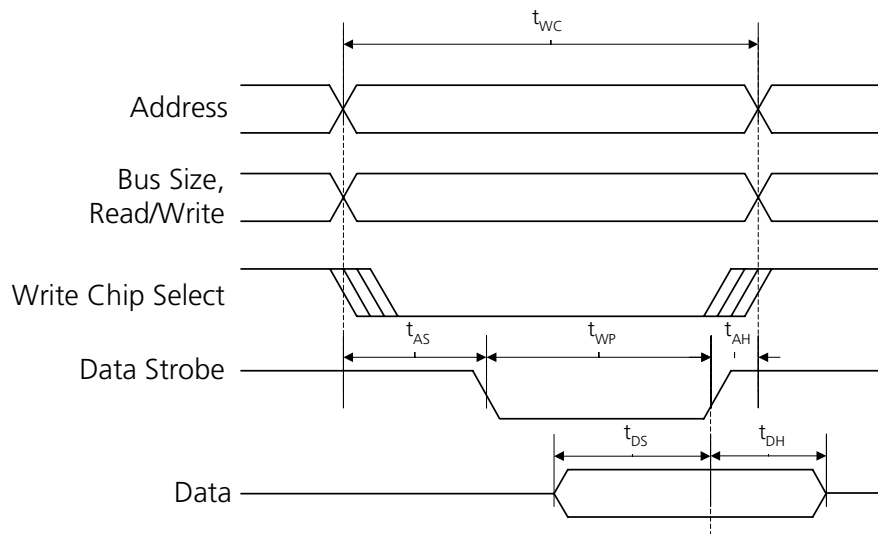 tWC
Address
Bus Size,
Read/Write
Write Chip Select
tAS
tWP
tAH
Data Strobe
tDS
tDH
Data